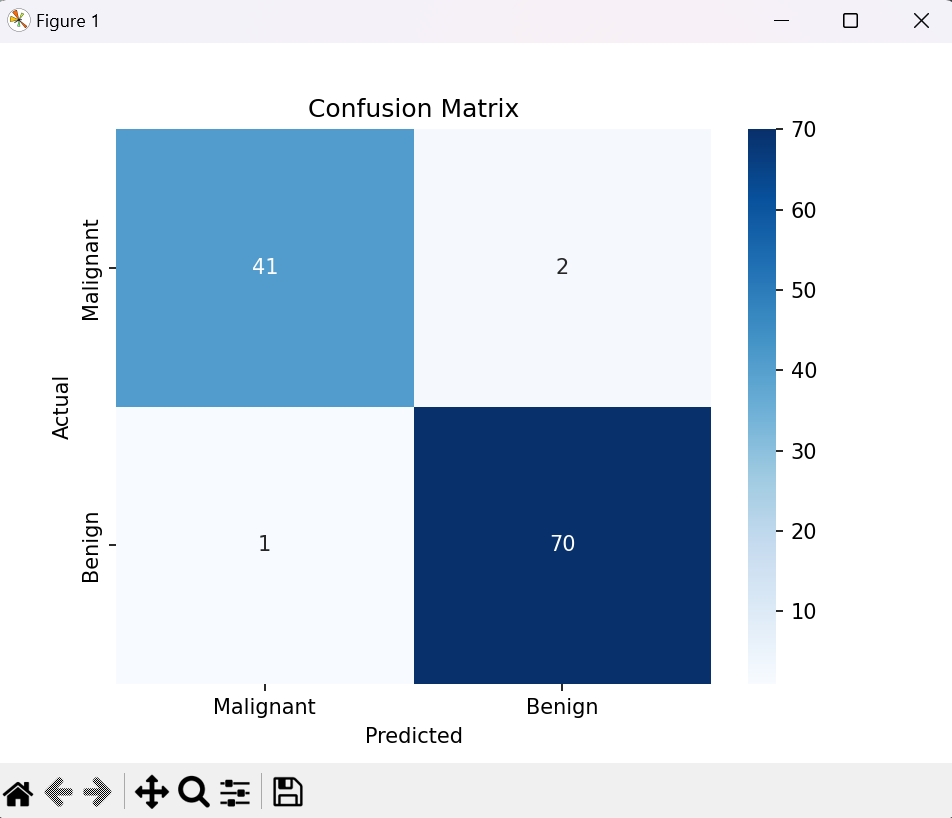 Figure 1
Confusion Matrix
Malignant
41
2
Actual
Benign
1
70
Malignant
Benign
Predicted
70
60
50
40
30
20
10